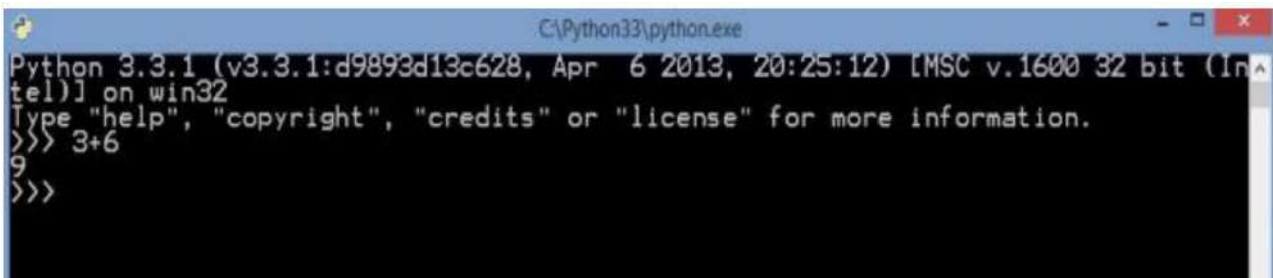 C:\Python33\python.exe
Python 3.3.1 (v3.3.1:d9893d13c628, Apr  6 2013, 20:25:12) [MSC v.1600 32 bit (In
tel)] on win32
Type "help", "copyright", "credits" or "license" for more information.
>>> 3+6
9
>>>